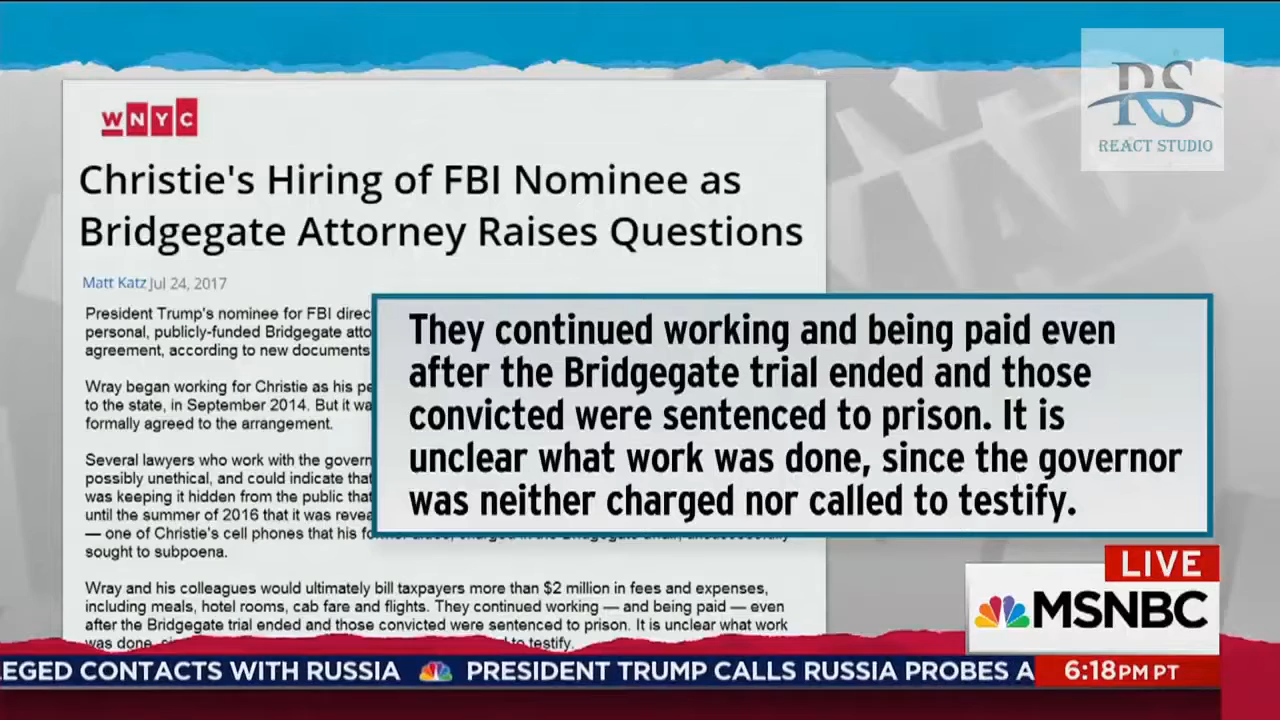 WNYC
RS
REACT STUDIO
Christie's Hiring of FBI Nominee as
Bridgegate Attorney Raises Questions
Matt Katz Jul 24, 2017
President Trump's nominee for FBI direc
personal, publicly-funded Bridgegate atto
agreement, according to new documents
Wray began working for Christie as his pe
to the state, in September 2014. But it wa
formally agreed to the arrangement.
Several lawyers who work with the govern
possibly unethical, and could indicate that
was keeping it hidden from the public that
until the summer of 2016 that it was revea
— one of Christie's cell phones that his
sought to subpoena.
Wray and his colleagues would ultimately bill taxpayers more than $2 million in fees and expenses,
including meals, hotel rooms, cab fare and flights. They continued working — and being paid — even
after the Bridgegate trial ended and those convicted were sentenced to prison. It is unclear what work
was done, to testify.
They continued working and being paid even
after the Bridgegate trial ended and those
convicted were sentenced to prison. It is
unclear what work was done, since the governor
was neither charged nor called to testify.
LIVE
MSNBC
EGED CONTACTS WITH RUSSIA PRESIDENT TRUMP CALLS RUSSIA PROBES A
6:18 PM PT